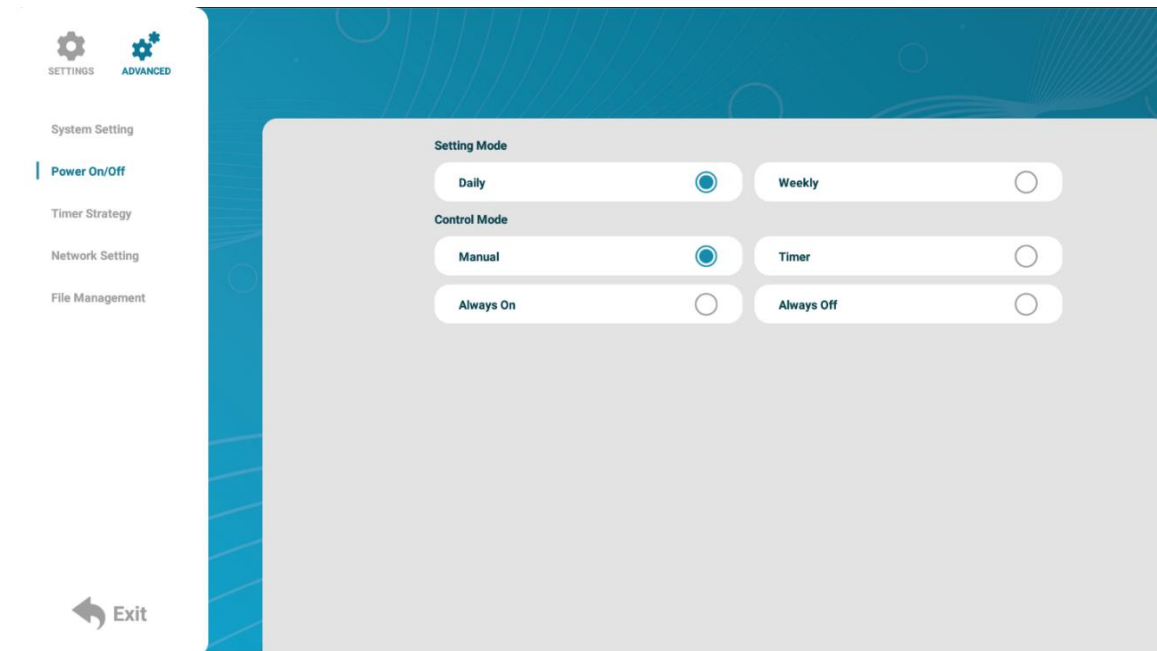 SETTINGS ADVANCED
System Setting
Power On/Off
Timer Strategy
Network Setting
File Management
Exit
Setting Mode
Daily Weekly
Control Mode
Manual Timer
Always On Always Off